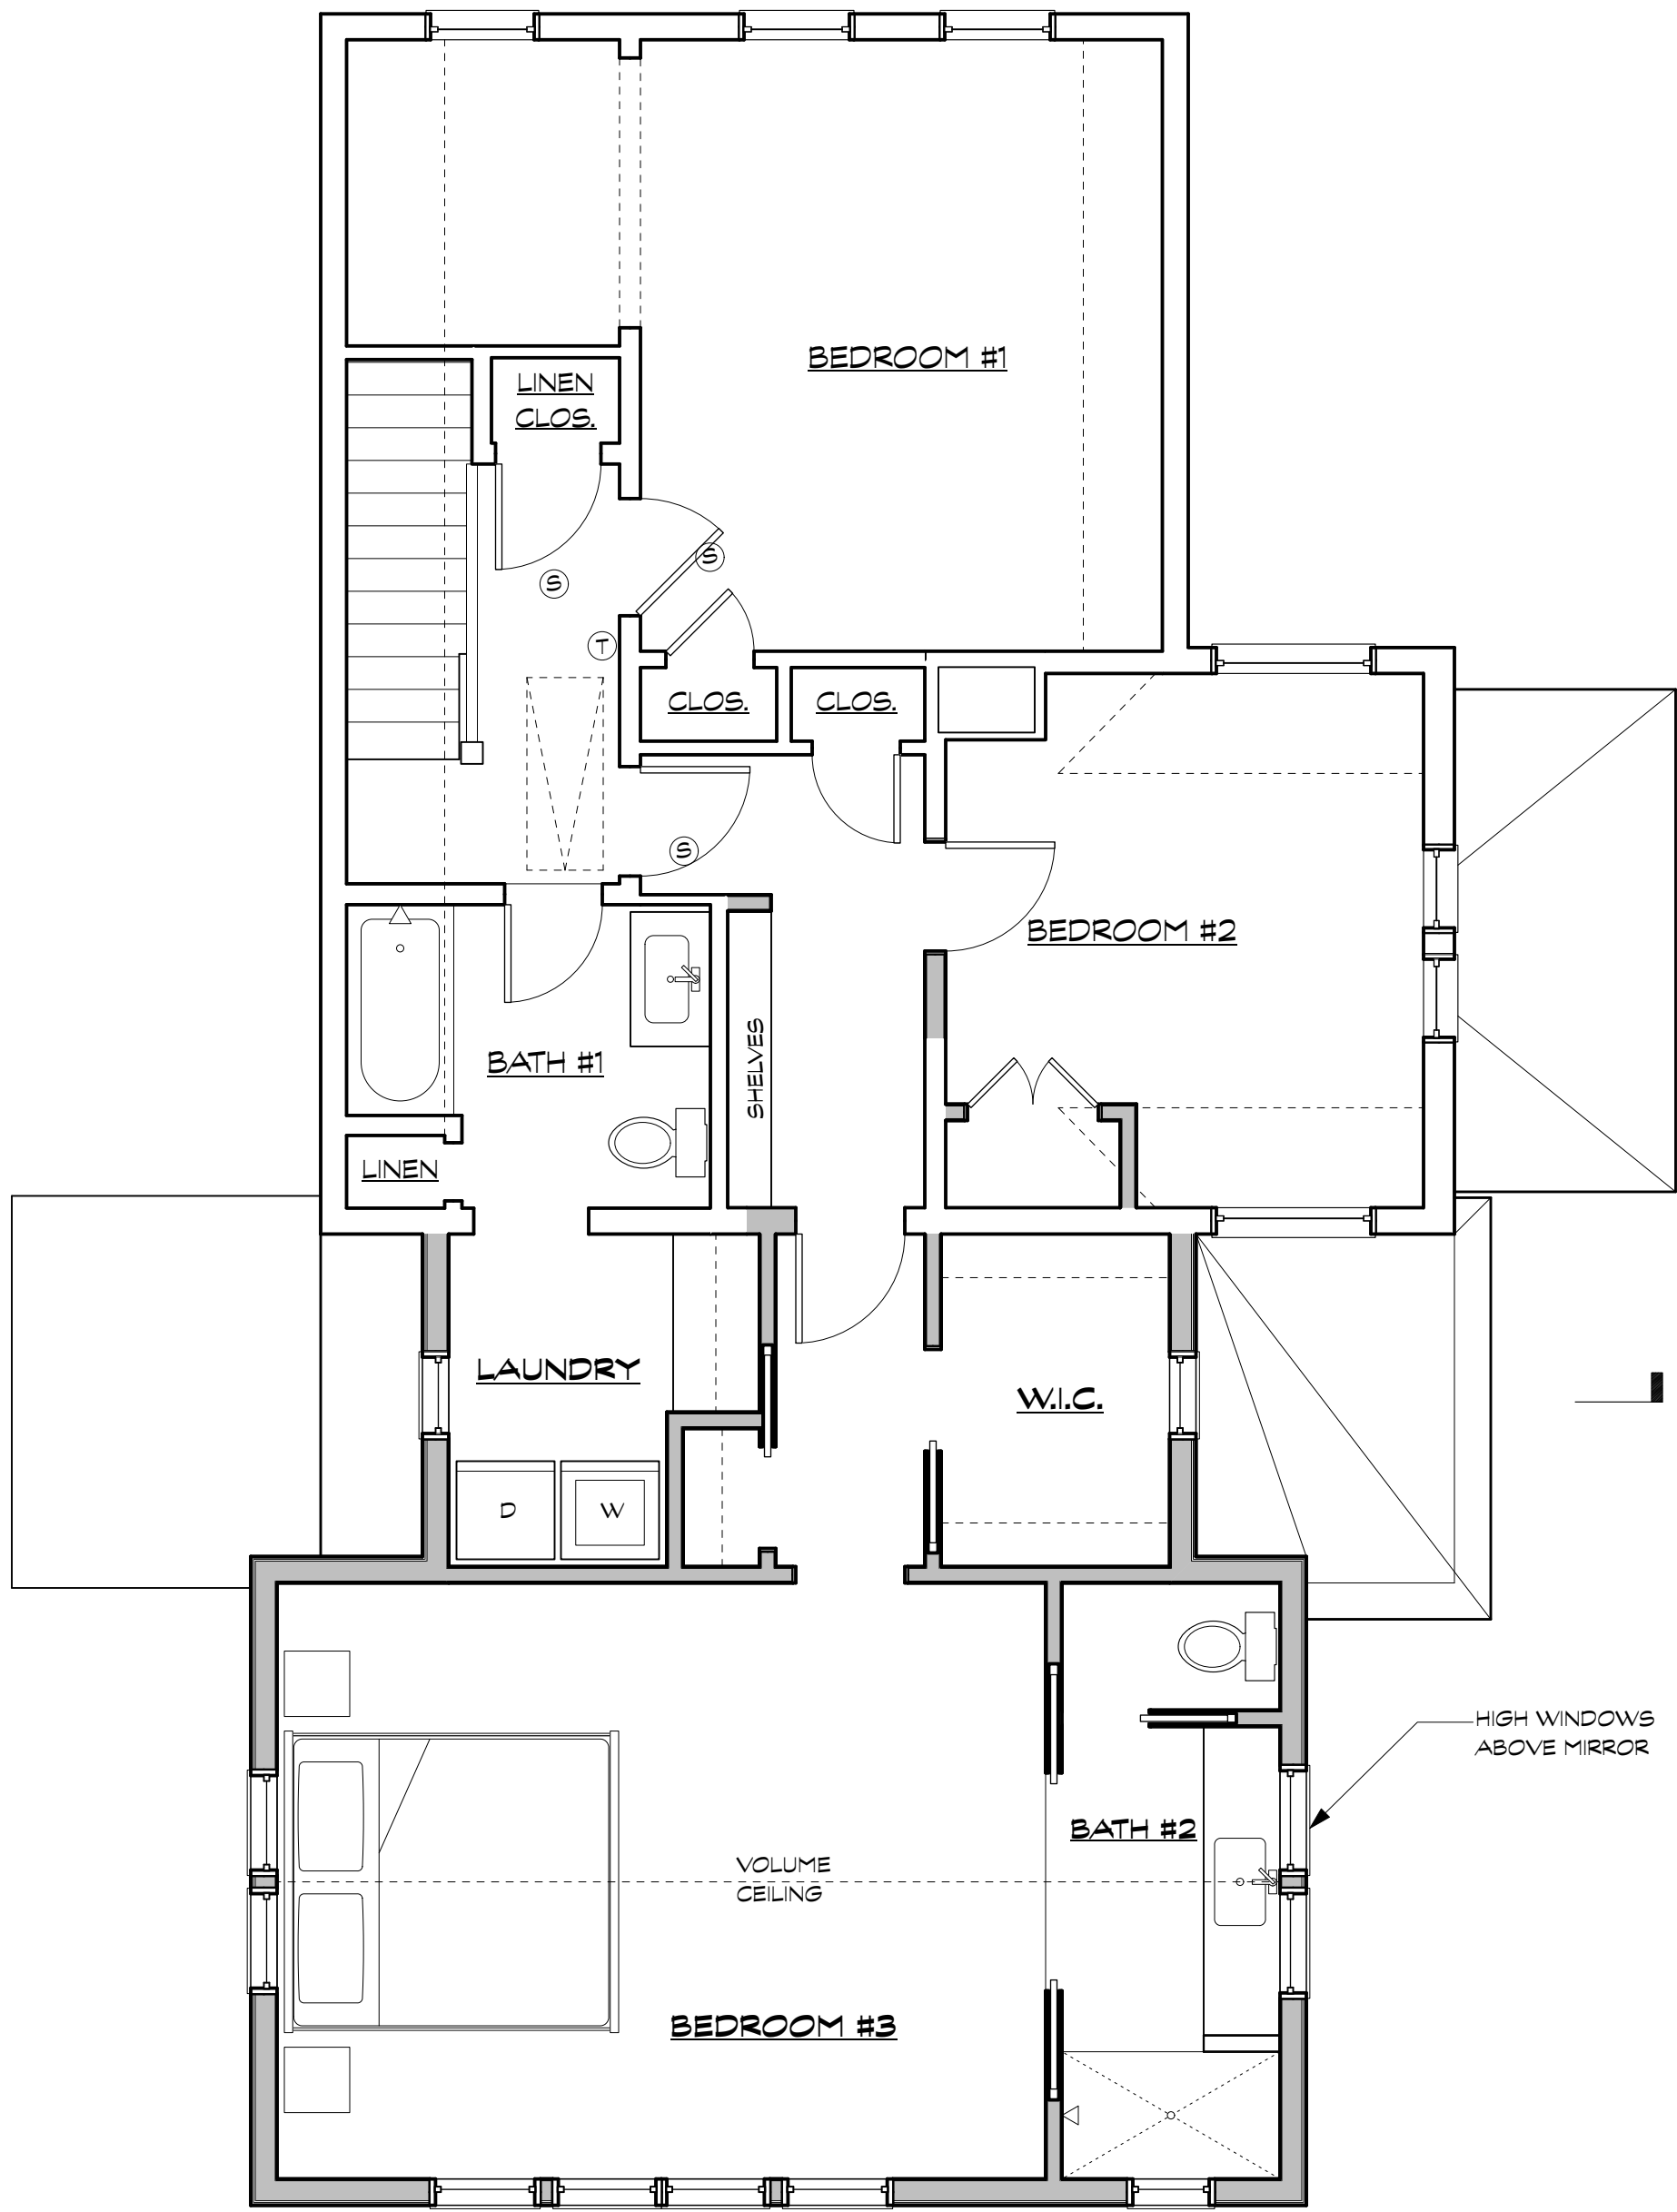 BEDROOM #1
LINEN
CLOS.
S
S
T
CLOS.
CLOS.
S
BEDROOM #2
SHELVES
BATH #1
LINEN
LAUNDRY
W.I.C.
D
W
HIGH WINDOWS
ABOVE MIRROR
BATH #2
VOLUME
CEILING
BEDROOM #3